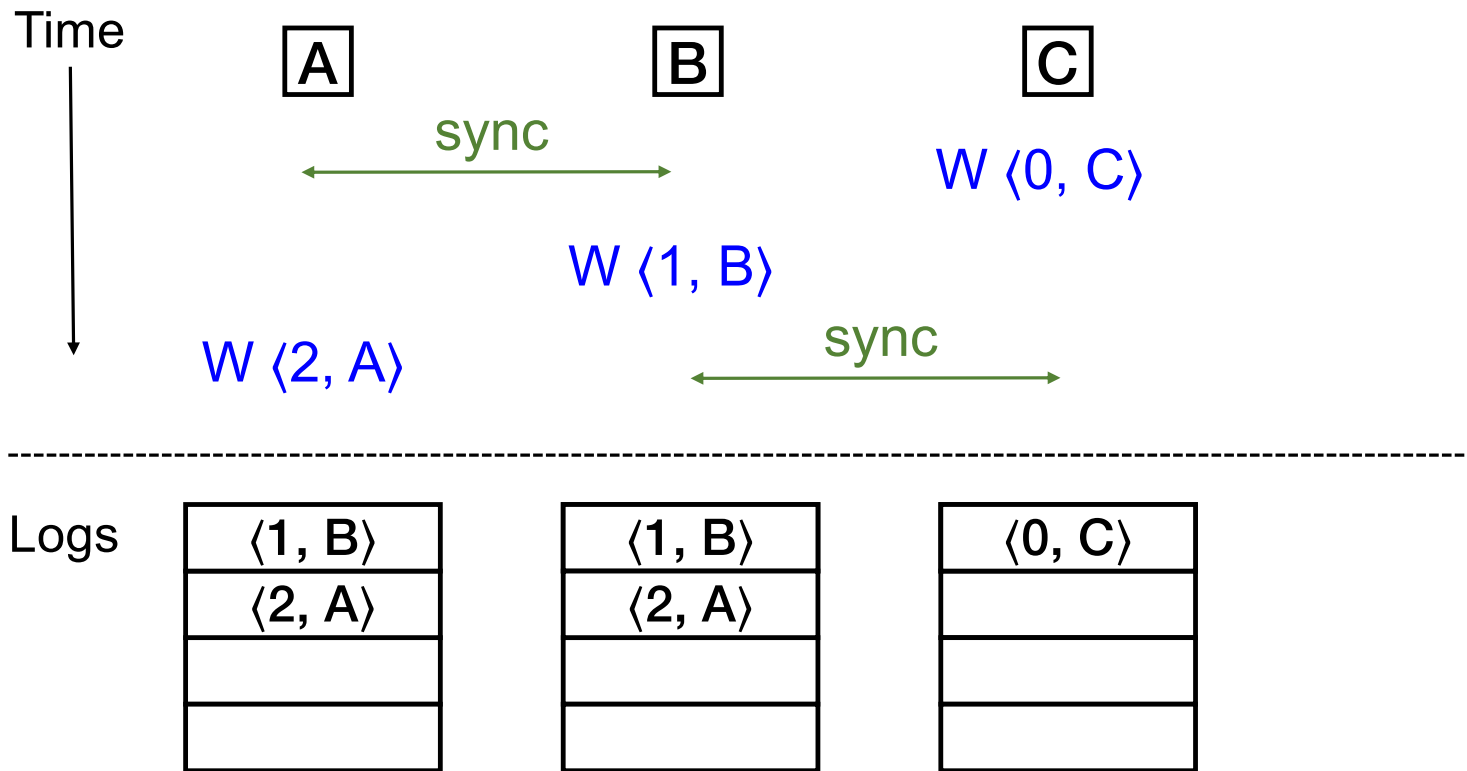 Time
A B C
sync
W ⟨0, C⟩
W ⟨1, B⟩
sync
W ⟨2, A⟩
Logs
⟨1, B⟩ ⟨1, B⟩ ⟨0, C⟩
⟨2, A⟩ ⟨2, A⟩